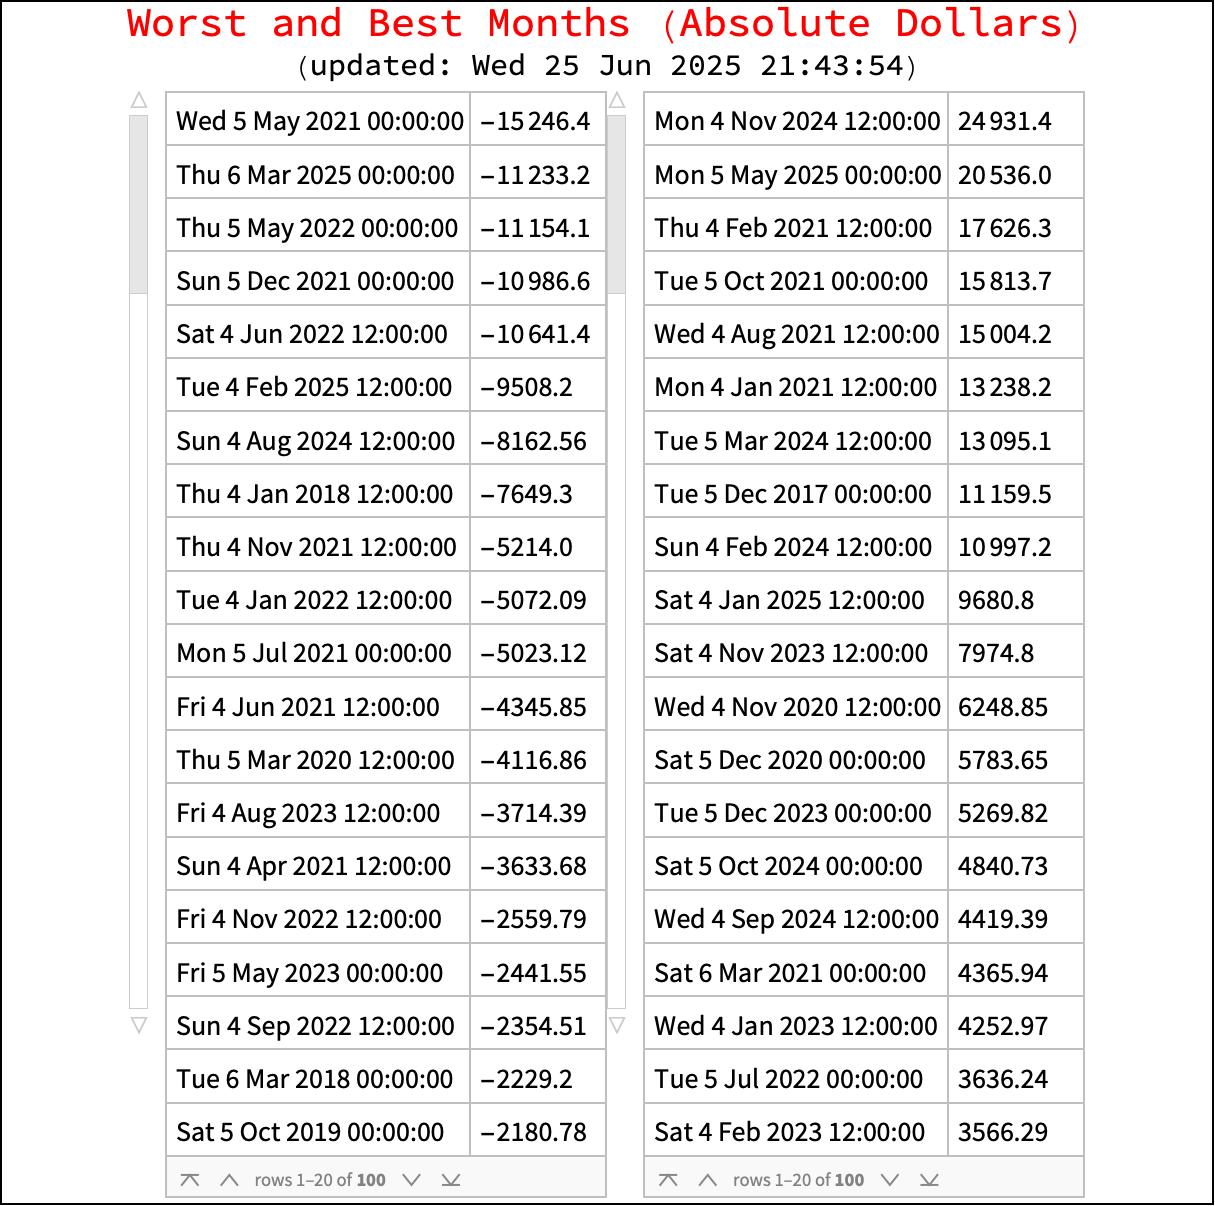 Worst and Best Months (Absolute Dollars)
(updated: Wed 25 Jun 2025 21:43:54)
Wed 5 May 2021 00:00:00 −15 246.4 Mon 4 Nov 2024 12:00:00 24 931.4
Thu 6 Mar 2025 00:00:00 −11 233.2 Mon 5 May 2025 00:00:00 20 536.0
Thu 5 May 2022 00:00:00 −11 154.1 Thu 4 Feb 2021 12:00:00 17 626.3
Sun 5 Dec 2021 00:00:00 −10 986.6 Tue 5 Oct 2021 00:00:00 15 813.7
Sat 4 Jun 2022 12:00:00 −10 641.4 Wed 4 Aug 2021 12:00:00 15 004.2
Tue 4 Feb 2025 12:00:00 −9508.2 Mon 4 Jan 2021 12:00:00 13 238.2
Sun 4 Aug 2024 12:00:00 −8162.56 Tue 5 Mar 2024 12:00:00 13 095.1
Thu 4 Jan 2018 12:00:00 −7649.3 Tue 5 Dec 2017 00:00:00 11 159.5
Thu 4 Nov 2021 12:00:00 −5214.0 Sun 4 Feb 2024 12:00:00 10 997.2
Tue 4 Jan 2022 12:00:00 −5072.09 Sat 4 Jan 2025 12:00:00 9680.8
Mon 5 Jul 2021 00:00:00 −5023.12 Sat 4 Nov 2023 12:00:00 7974.8
Fri 4 Jun 2021 12:00:00 −4345.85 Wed 4 Nov 2020 12:00:00 6248.85
Thu 5 Mar 2020 12:00:00 −4116.86 Sat 5 Dec 2020 00:00:00 5783.65
Fri 4 Aug 2023 12:00:00 −3714.39 Tue 5 Dec 2023 00:00:00 5269.82
Sun 4 Apr 2021 12:00:00 −3633.68 Sat 5 Oct 2024 00:00:00 4840.73
Fri 4 Nov 2022 12:00:00 −2559.79 Wed 4 Sep 2024 12:00:00 4419.39
Fri 5 May 2023 00:00:00 −2441.55 Sat 6 Mar 2021 00:00:00 4365.94
Sun 4 Sep 2022 12:00:00 −2354.51 Wed 4 Jan 2023 12:00:00 4252.97
Tue 6 Mar 2018 00:00:00 −2229.2 Tue 5 Jul 2022 00:00:00 3636.24
Sat 5 Oct 2019 00:00:00 −2180.78 Sat 4 Feb 2023 12:00:00 3566.29
rows 1–20 of 100 rows 1–20 of 100